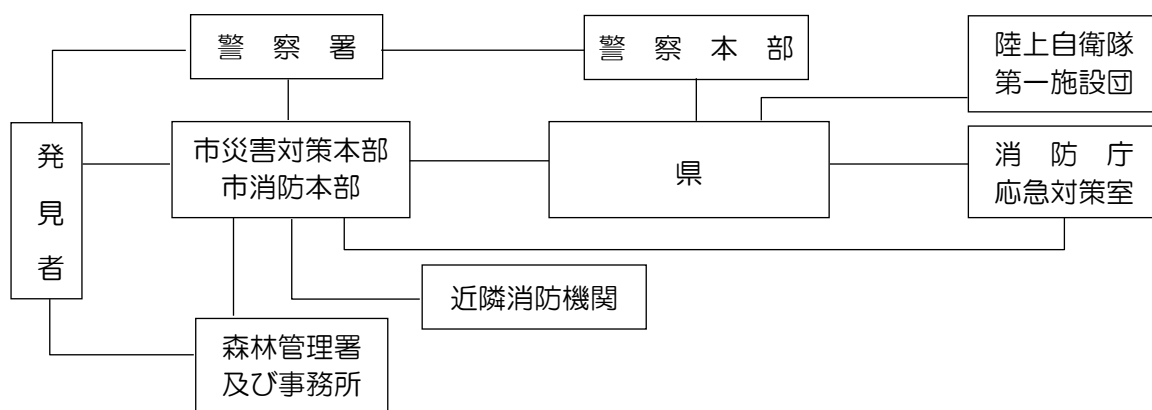 警察署
警察本部
陸上自衛隊
第一施設団
発見者
市災害対策本部
市消防本部
県
消防庁
応急対策室
近隣消防機関
森林管理署
及び事務所